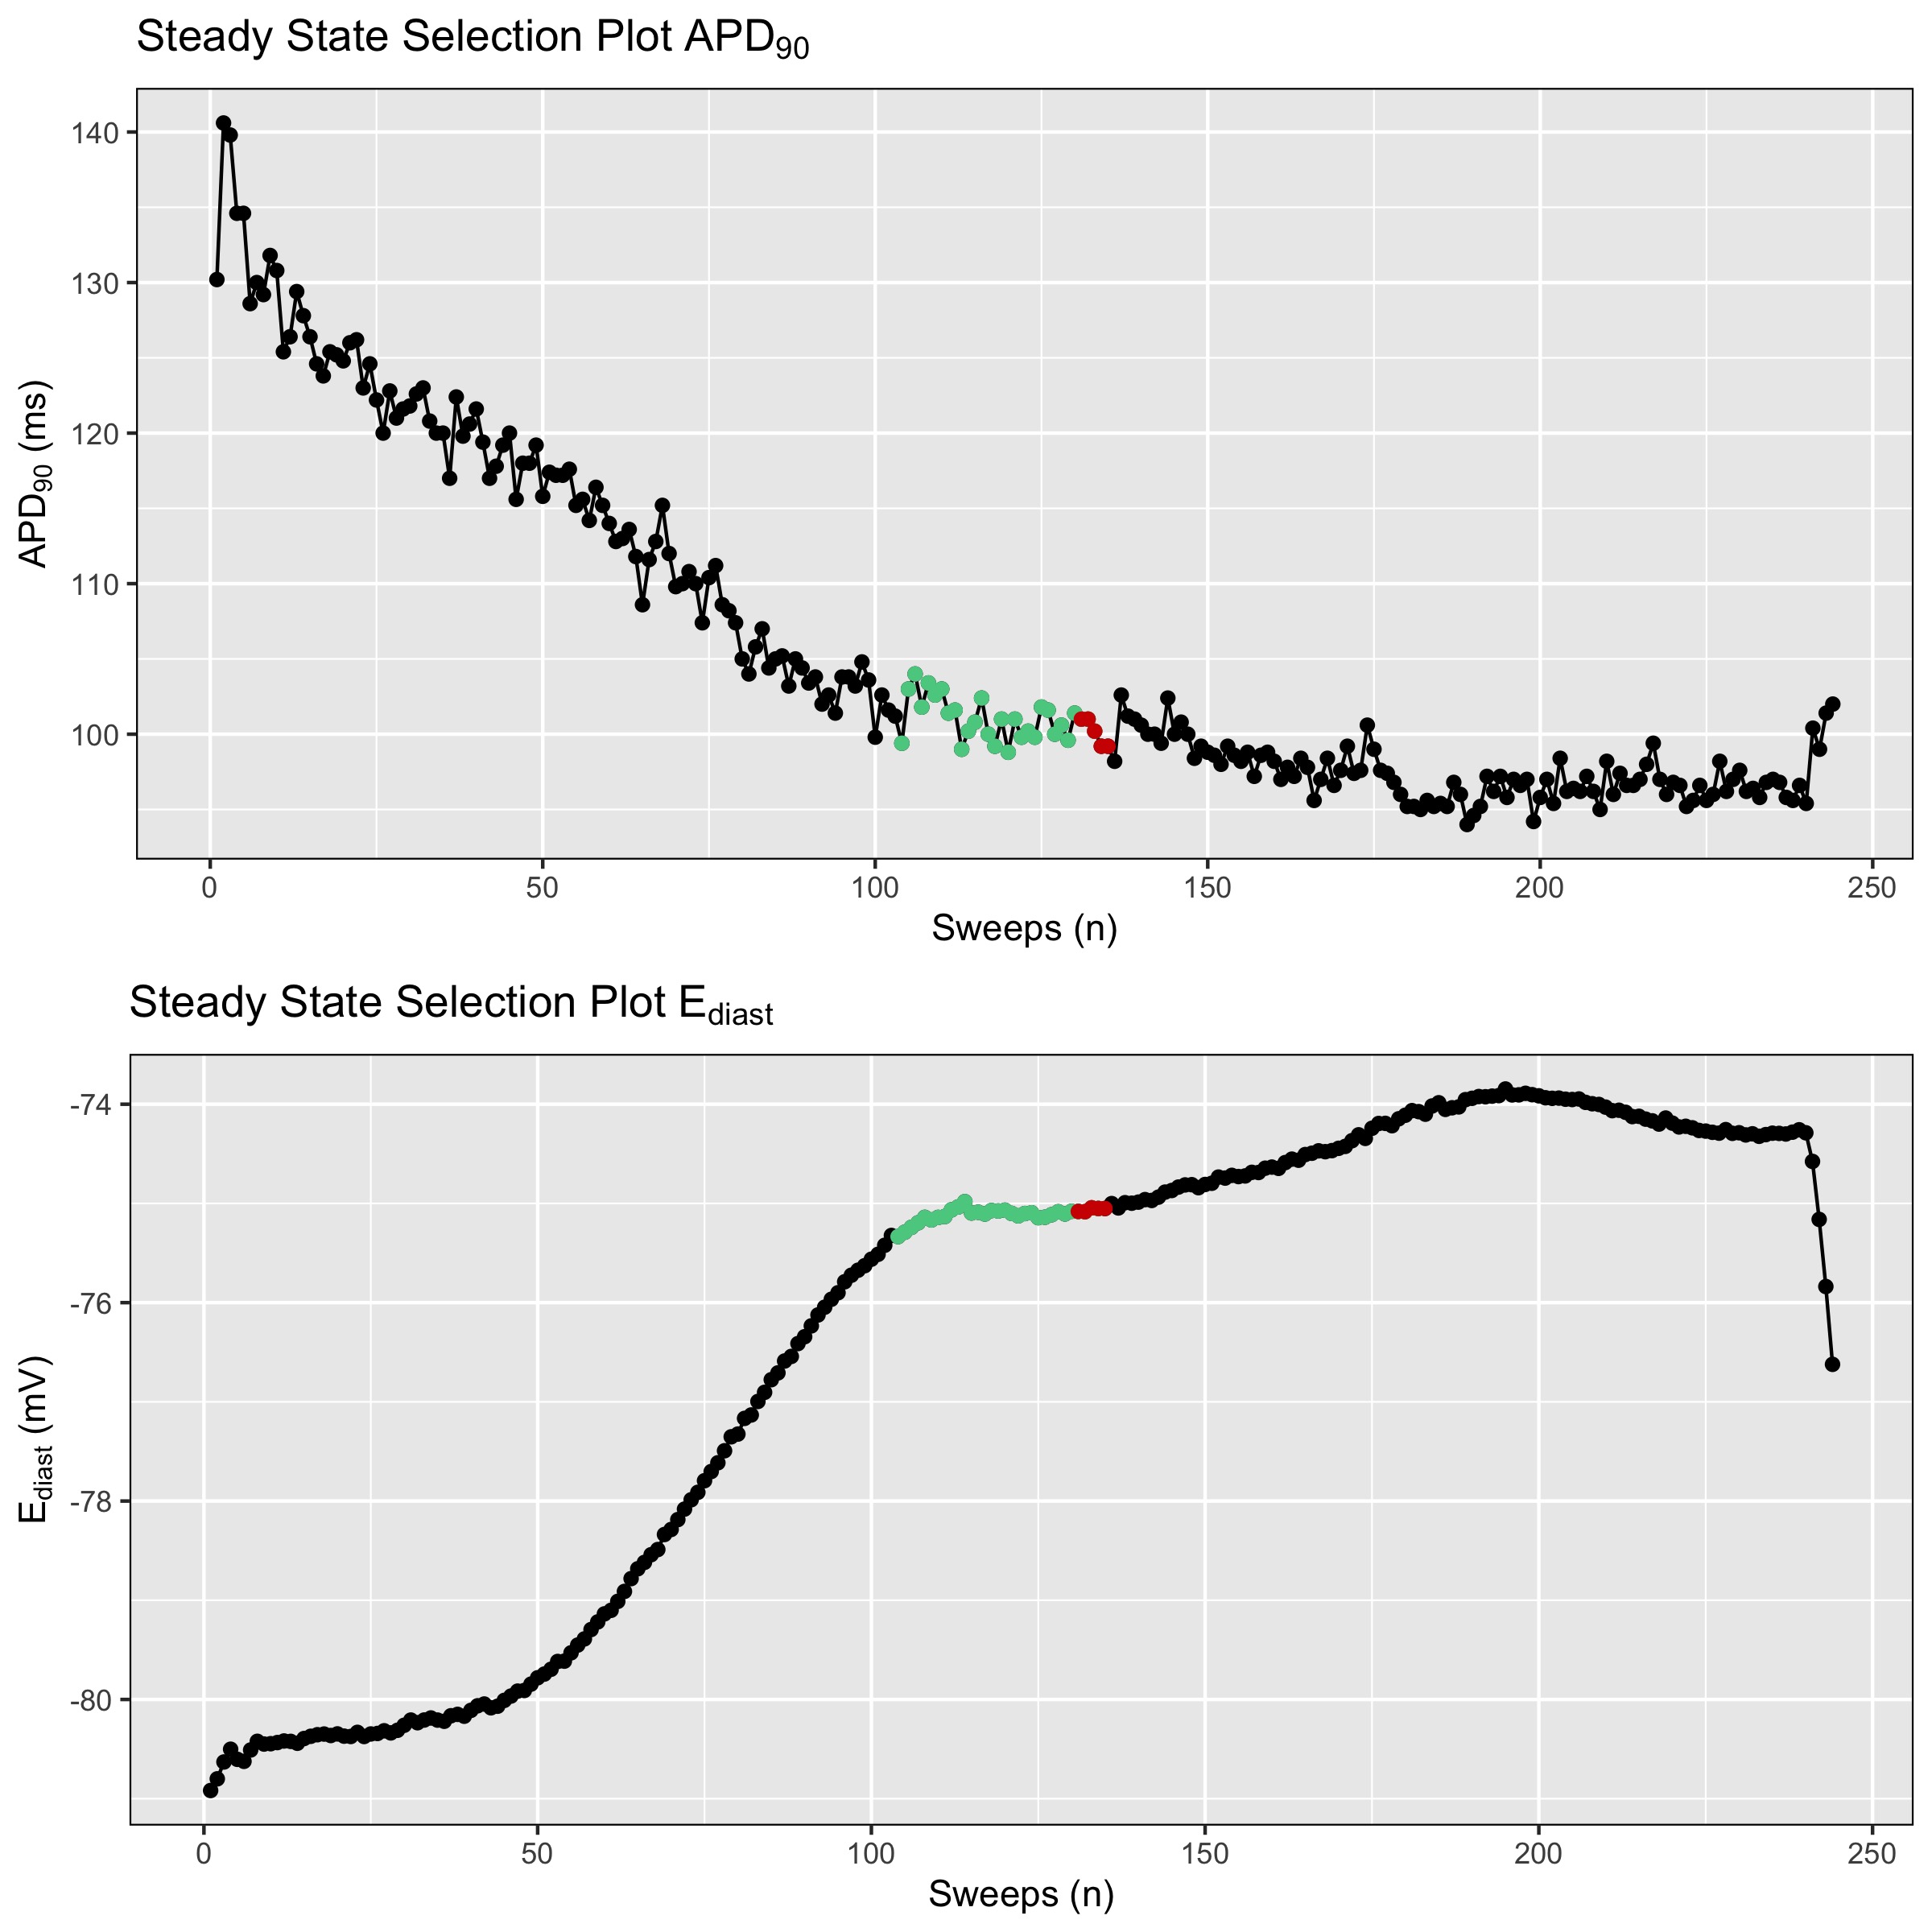 Steady State Selection Plot APD90
140
130
120
110
100
APD90 (ms)
0 50 100 150 200 250
Sweeps (n)
Steady State Selection Plot Ediast
-74
-76
-78
-80
Ediast (mV)
0 50 100 150 200 250
Sweeps (n)